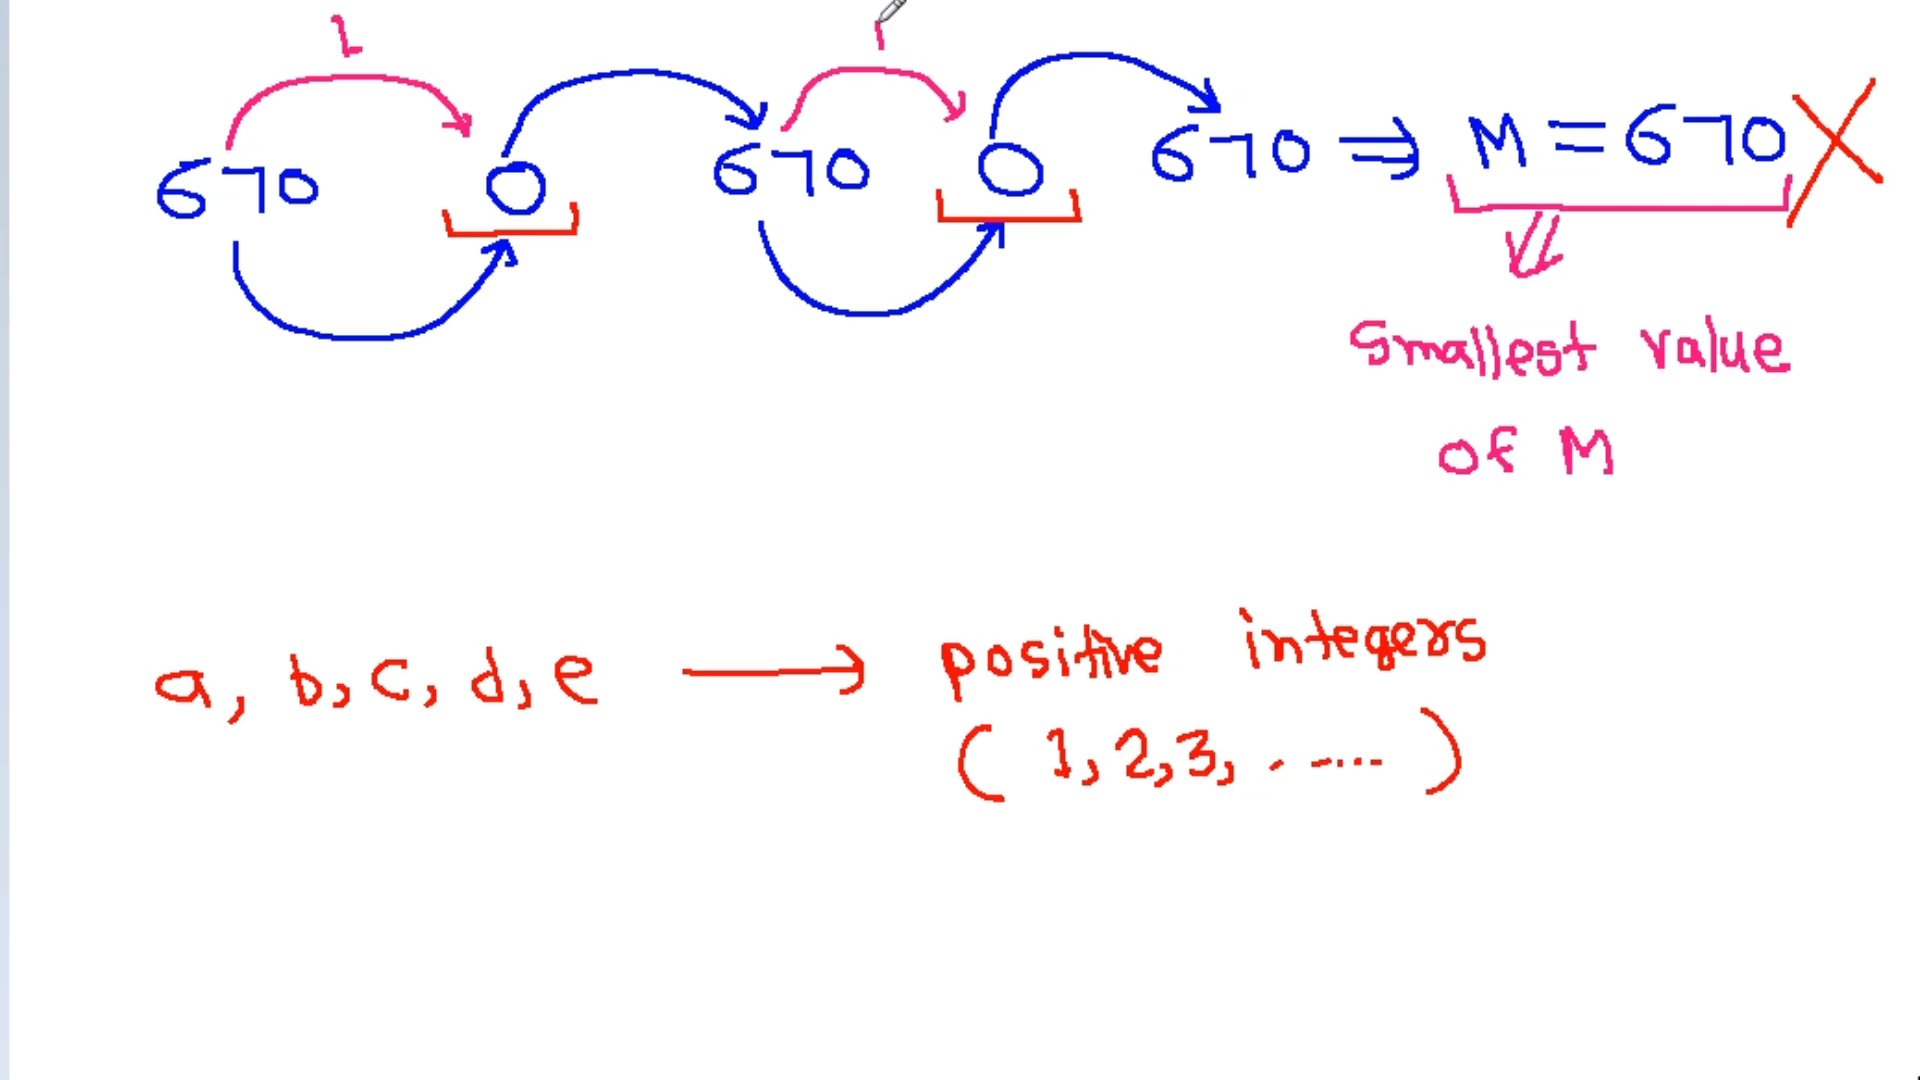 1 1
670 0 670 0 670 ⇒ M = 670
Smallest value
of M
a, b, c, d, e → positive integers
( 1, 2, 3, ...... )